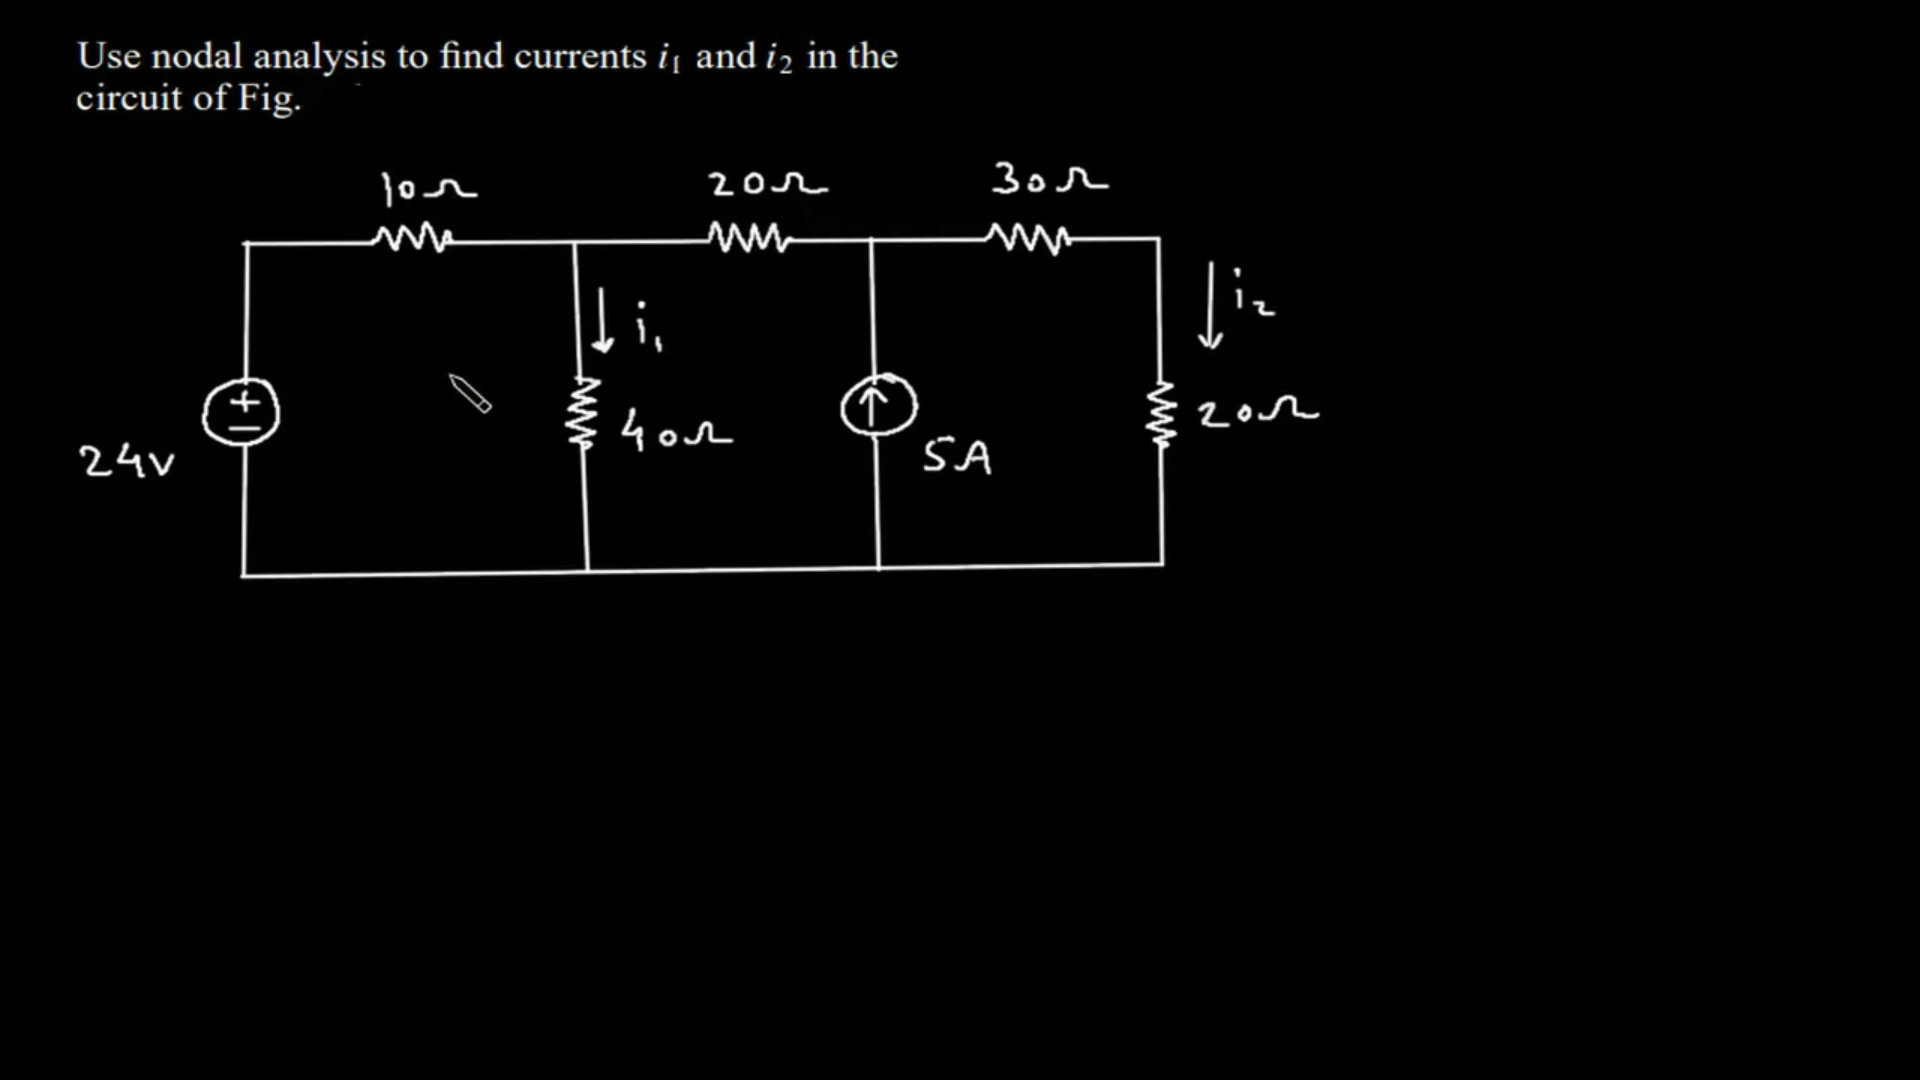 Use nodal analysis to find currents i₁ and i₂ in the
circuit of Fig.
10Ω 20Ω 30Ω
i₁ i₂
24v + − 40Ω 5A 20Ω